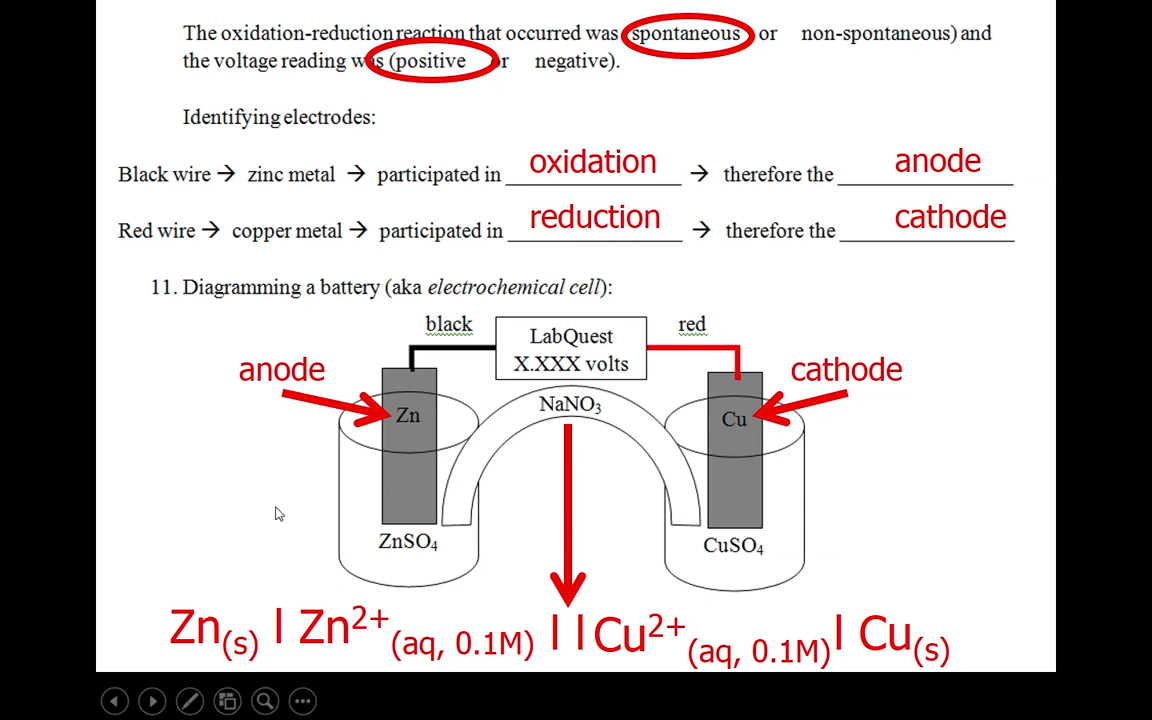 The oxidation-reduction reaction that occurred was spontaneous or non-spontaneous) and
the voltage reading was (positive or negative).
Identifying electrodes:
Black wire → zinc metal → participated in oxidation → therefore the anode
Red wire → copper metal → participated in reduction → therefore the cathode
11. Diagramming a battery (aka electrochemical cell):
black LabQuest red
X.XXX volts
anode cathode
NaNO₃
Zn Cu
ZnSO₄ CuSO₄
Zn(s) | Zn²⁺(aq, 0.1M) | | Cu²⁺(aq, 0.1M) | Cu(s)